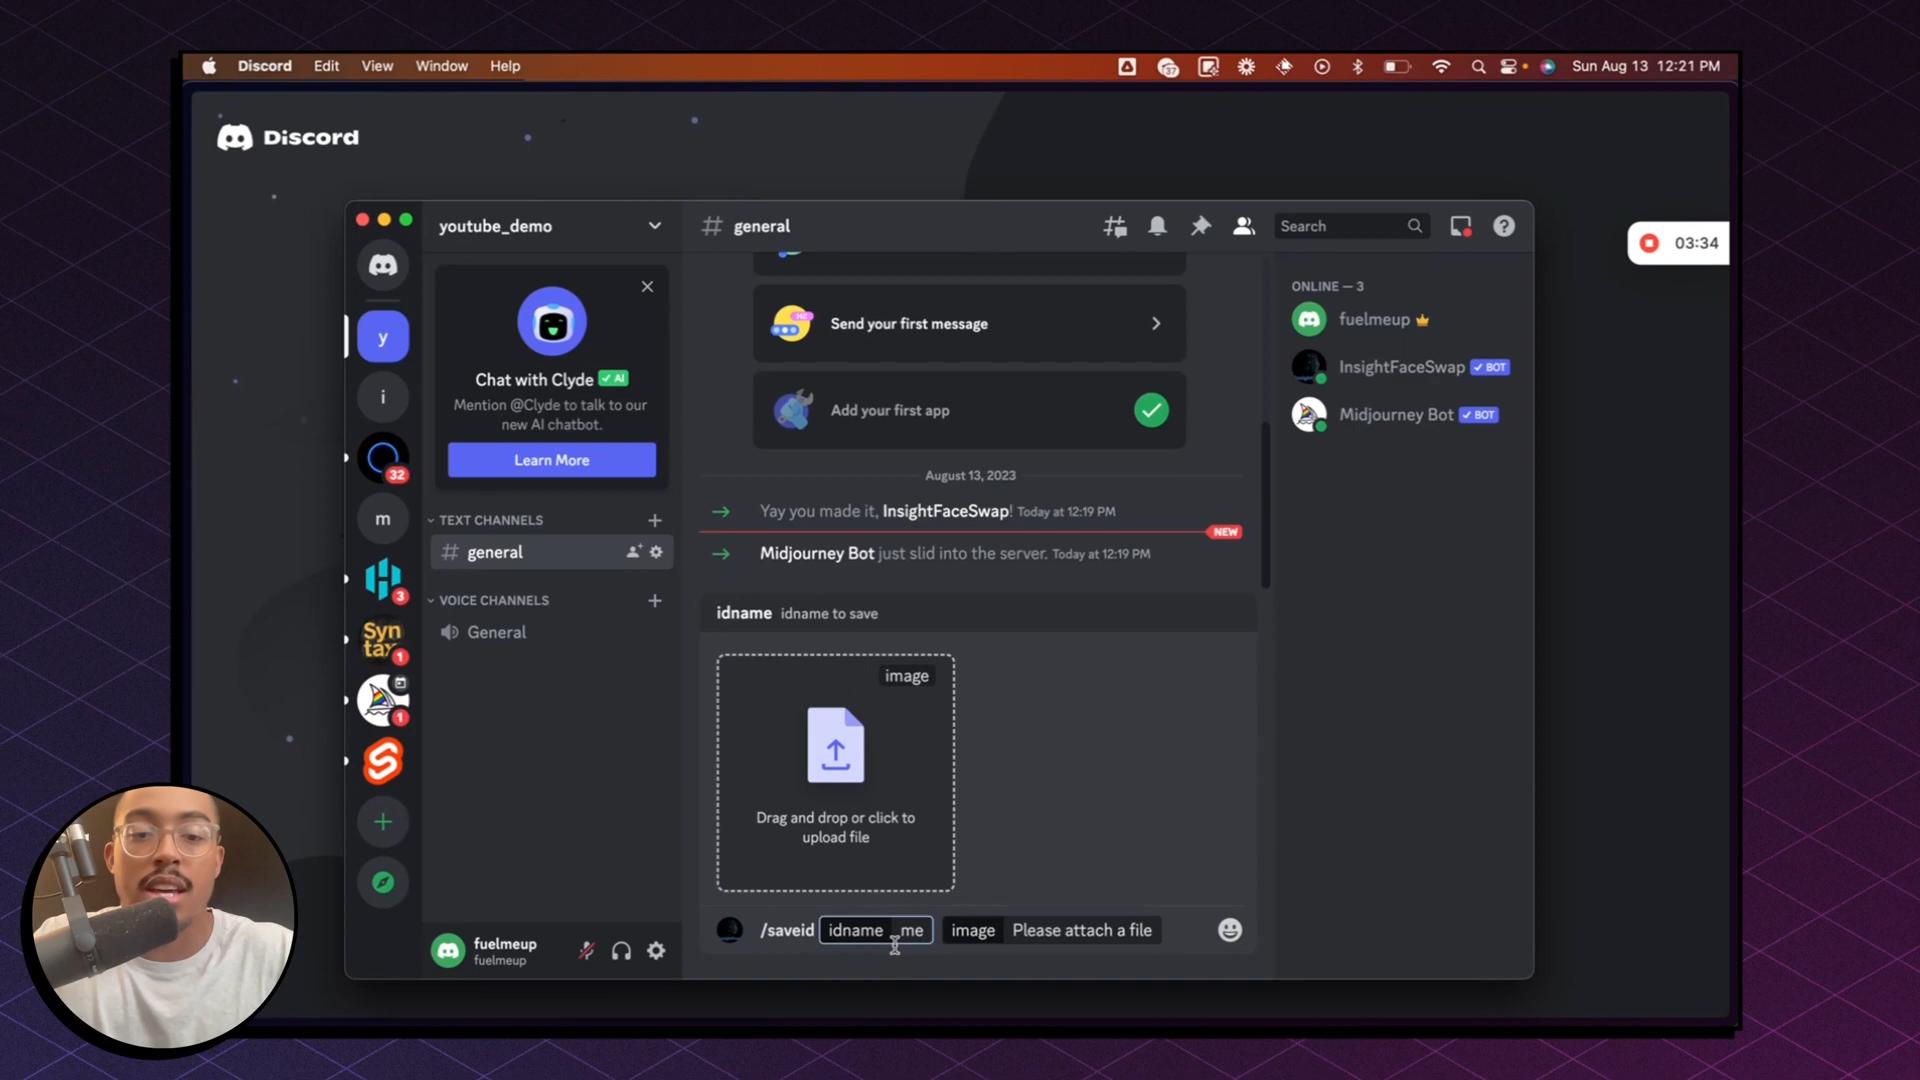 Discord Edit View Window Help
37
Sun Aug 13 12:21 PM
Discord
03:34
youtube_demo
general
Search
y
i
32
m
3
Syn
tax
1
1
Chat with Clyde AI
Mention @Clyde to talk to our
new AI chatbot.
Learn More
TEXT CHANNELS
general
VOICE CHANNELS
General
fuelmeup
fuelmeup
Hi!
Send your first message
Add your first app
August 13, 2023
Yay you made it, InsightFaceSwap! Today at 12:19 PM
NEW
Midjourney Bot just slid into the server. Today at 12:19 PM
idname idname to save
image
Drag and drop or click to
upload file
/saveid idname me image Please attach a file
ONLINE — 3
fuelmeup
InsightFaceSwap BOT
Midjourney Bot BOT